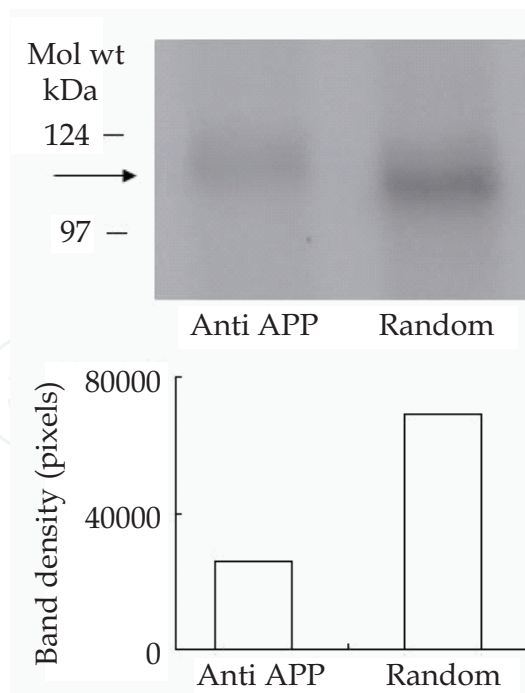 Mol wt
kDa
124
97
Anti APP Random
Band density (pixels)
80000
40000
0
Anti APP Random